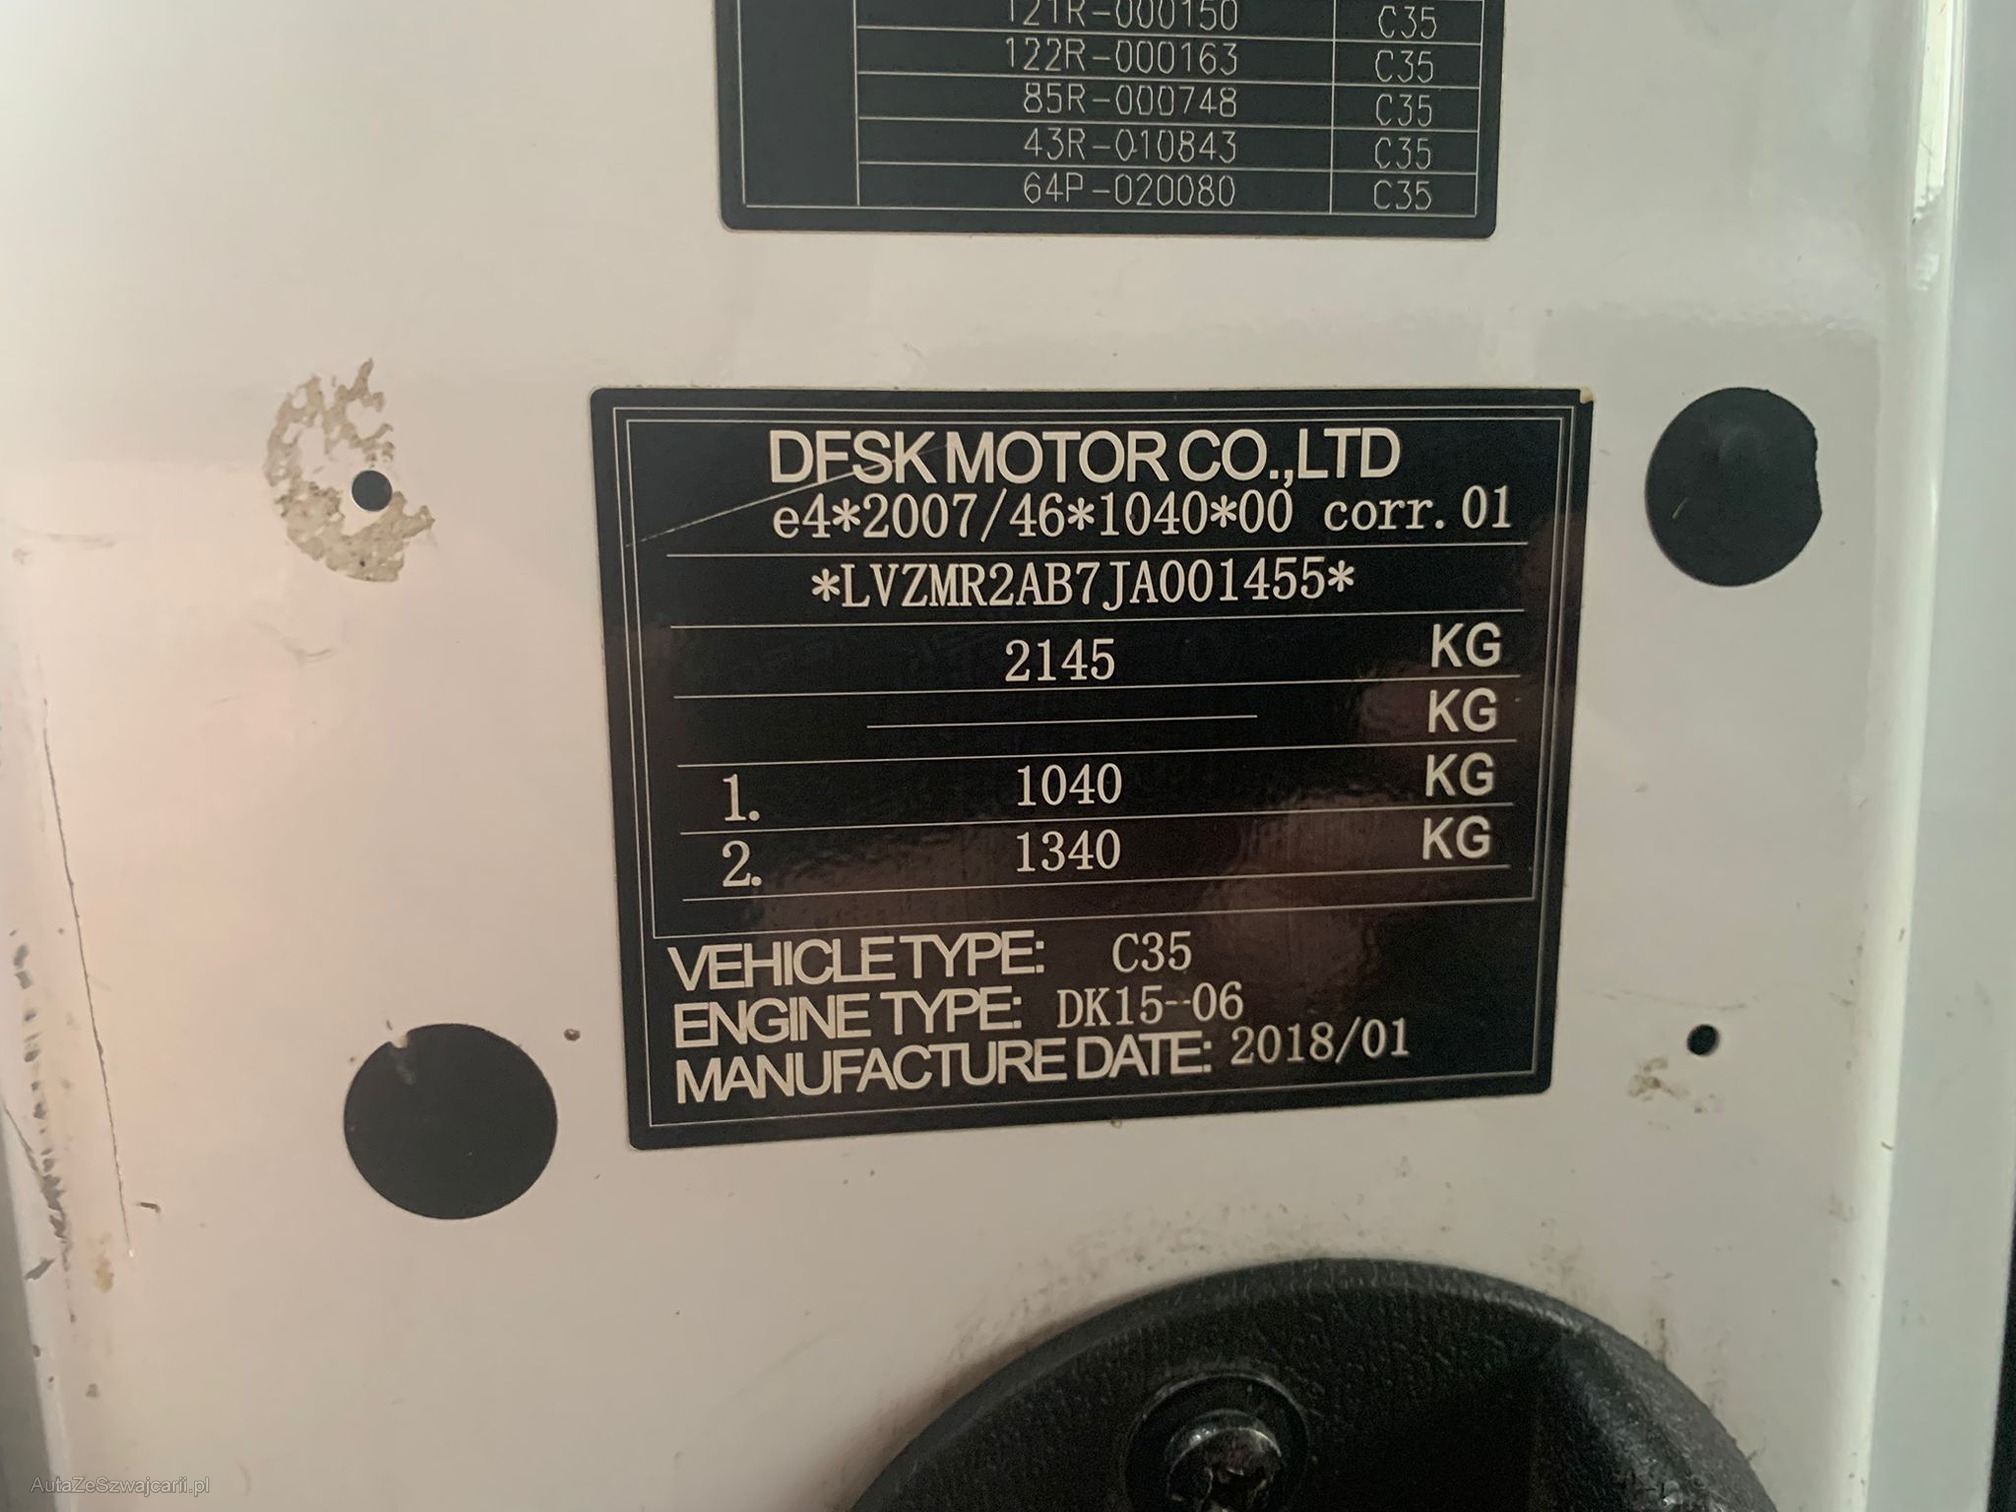 121R-000150 C35
122R-000163 C35
85R-000748 C35
43R-010843 C35
64P-020080 C35
DFSK MOTOR CO.,LTD
e4*2007/46*1040*00 corr. 01
*LVZMR2AB7JA001455*
2145 KG
KG
1. 1040 KG
2. 1340 KG
VEHICLE TYPE: C35
ENGINE TYPE: DK15--06
MANUFACTURE DATE: 2018/01
AutaZeSzwajcarii.pl